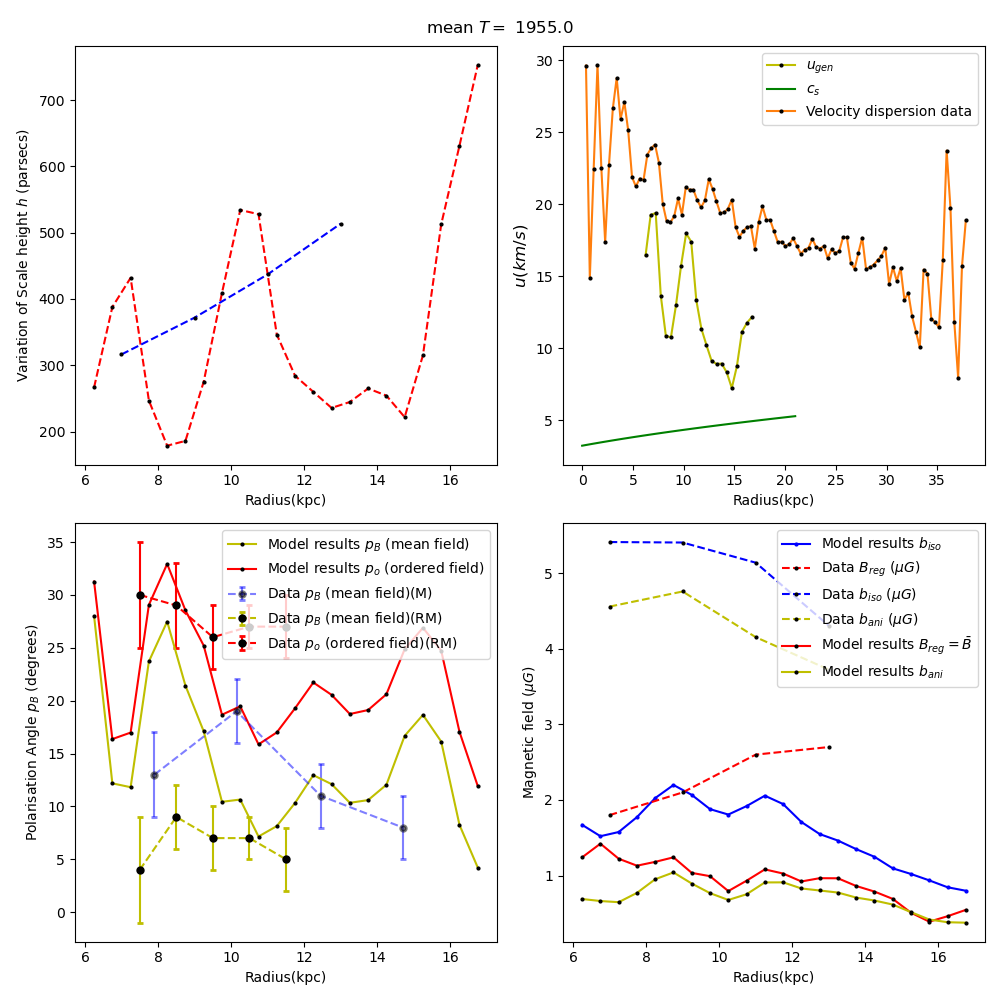 mean T = 1955.0
Variation of Scale height h (parsecs)
700
600
500
400
300
200
6 8 10 12 14 16
Radius(kpc)
u(km/s)
30
25
20
15
10
5
u_gen
c_s
Velocity dispersion data
0 5 10 15 20 25 30 35
Radius(kpc)
Polarisation Angle p_B (degrees)
35
30
25
20
15
10
5
0
Model results p_B (mean field)
Model results p_o (ordered field)
Data p_B (mean field)(M)
Data p_B (mean field)(RM)
Data p_o (ordered field)(RM)
6 8 10 12 14 16
Radius(kpc)
Magnetic field (μG)
5
4
3
2
1
Model results b_iso
Data B_reg (μG)
Data b_iso (μG)
Data b_ani (μG)
Model results B_reg = B̄
Model results b_ani
6 8 10 12 14 16
Radius(kpc)